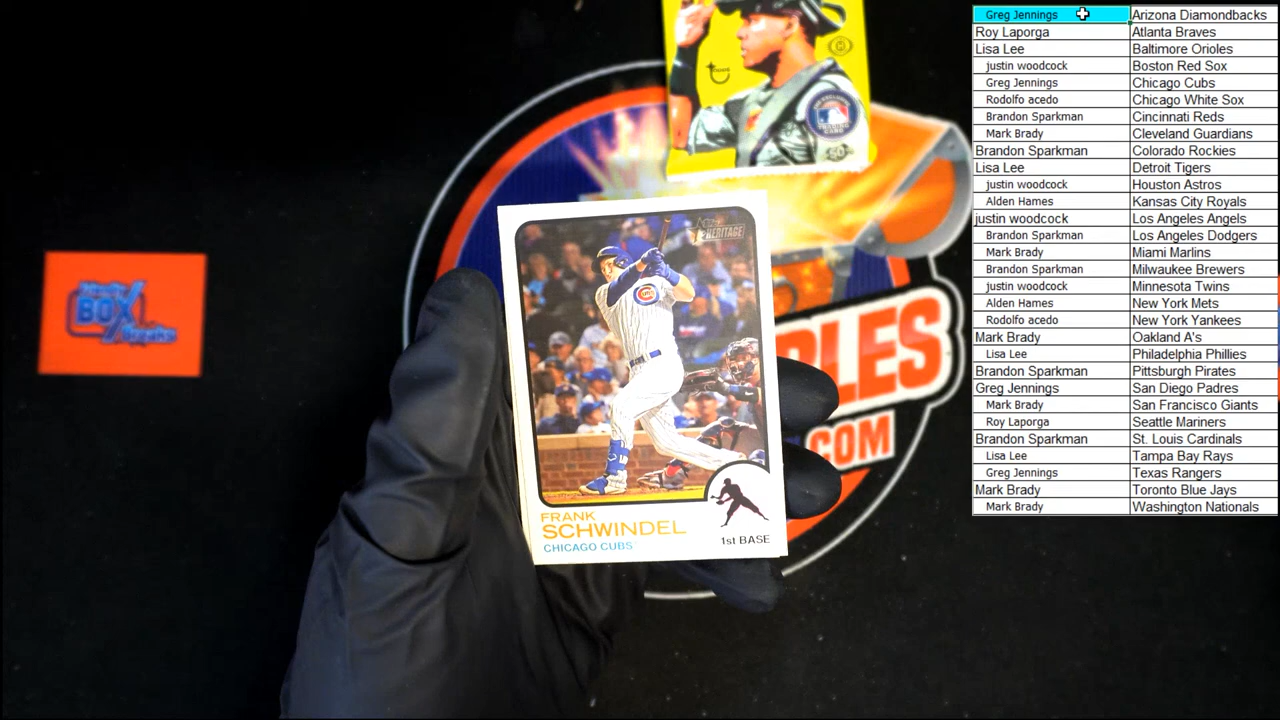 Greg Jennings Arizona Diamondbacks
Roy Laporga Atlanta Braves
Lisa Lee Baltimore Orioles
justin woodcock Boston Red Sox
Greg Jennings Chicago Cubs
Rodolfo acedo Chicago White Sox
Brandon Sparkman Cincinnati Reds
Mark Brady Cleveland Guardians
Brandon Sparkman Colorado Rockies
Lisa Lee Detroit Tigers
justin woodcock Houston Astros
Alden Hames Kansas City Royals
justin woodcock Los Angeles Angels
Brandon Sparkman Los Angeles Dodgers
Mark Brady Miami Marlins
Brandon Sparkman Milwaukee Brewers
justin woodcock Minnesota Twins
Alden Hames New York Mets
Rodolfo acedo New York Yankees
Mark Brady Oakland A's
Lisa Lee Philadelphia Phillies
Brandon Sparkman Pittsburgh Pirates
Greg Jennings San Diego Padres
Mark Brady San Francisco Giants
Roy Laporga Seattle Mariners
Brandon Sparkman St. Louis Cardinals
Lisa Lee Tampa Bay Rays
Greg Jennings Texas Rangers
Mark Brady Toronto Blue Jays
Mark Brady Washington Nationals
HERITAGE
FRANK
SCHWINDEL
CHICAGO CUBS
1st BASE
BOX
LES
.COM